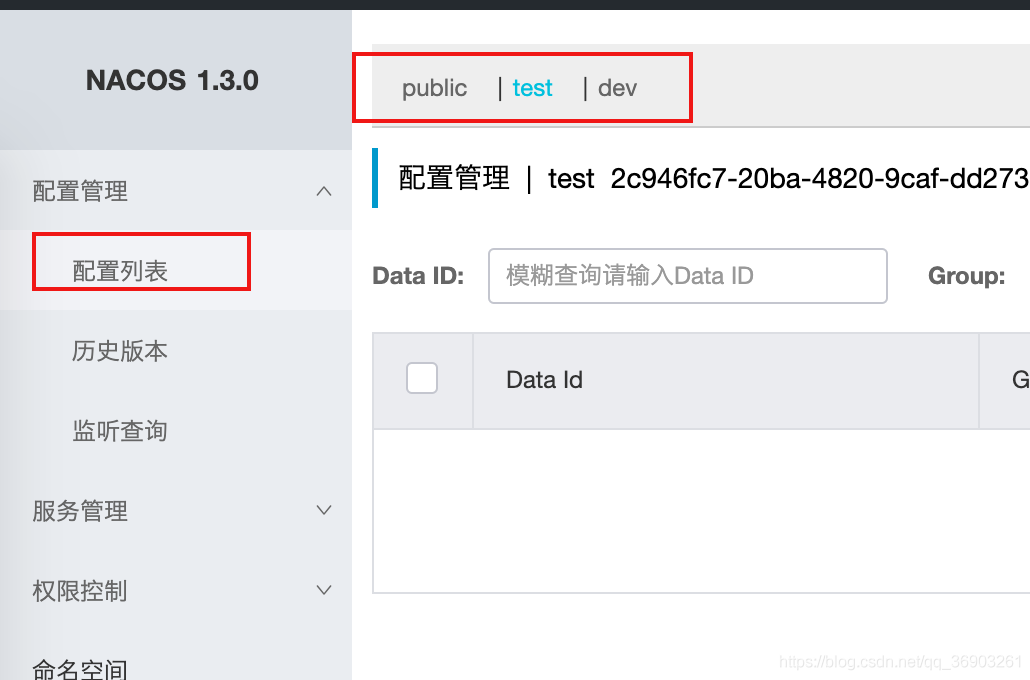 NACOS 1.3.0
public | test | dev
配置管理
配置管理 | test 2c946fc7-20ba-4820-9caf-dd273
配置列表
Data ID: 模糊查询请输入Data ID Group:
历史版本
Data Id G
监听查询
服务管理
权限控制
命名空间
https://blog.csdn.net/qq_36903261